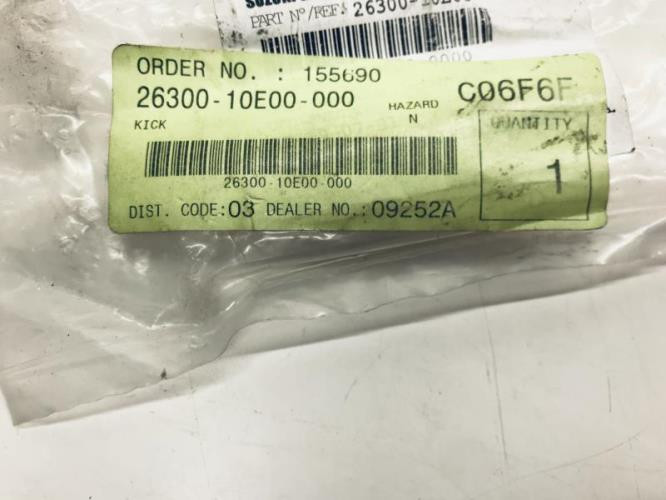 PART Nº/REF.
ORDER NO. : 155690
26300-10E00-000
HAZARD
N
C06F6F
KICK
QUANTITY
1
26300-10E00-000
DIST. CODE:03 DEALER NO.:09252A